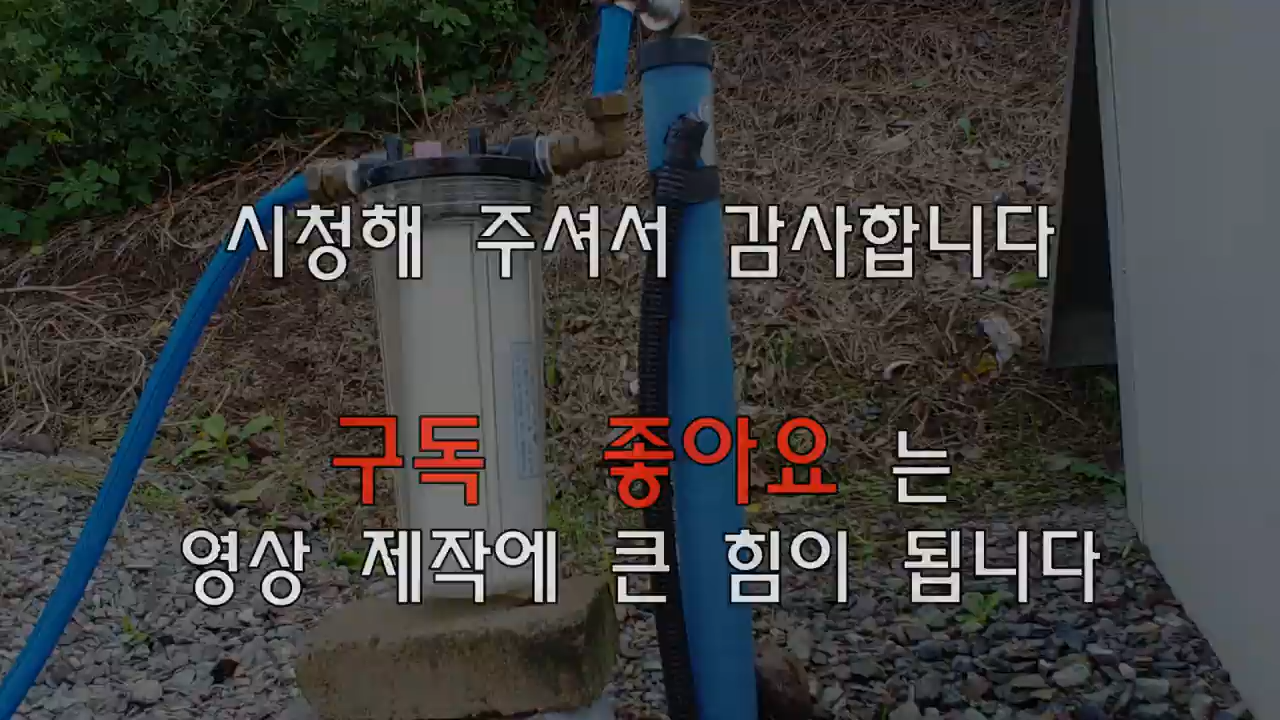 시청해 주셔서 감사합니다
구독 좋아요 는
영상 제작에 큰 힘이 됩니다